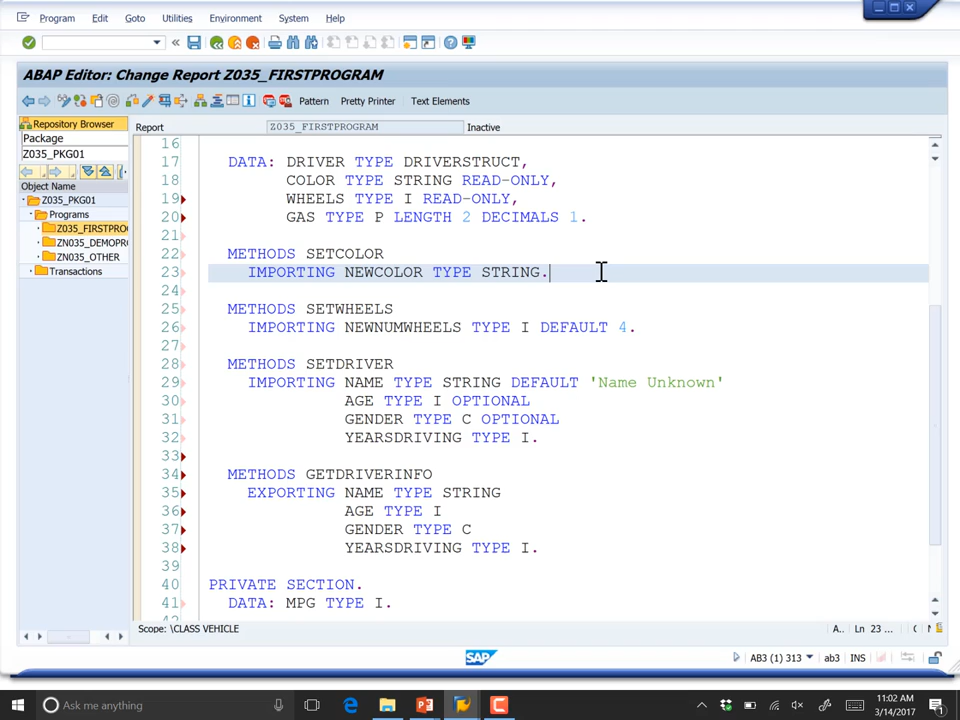 Program Edit Goto Utilities Environment System Help
ABAP Editor: Change Report Z035_FIRSTPROGRAM
Pattern Pretty Printer Text Elements
Repository Browser
Package
Z035_PKG01
Object Name
Z035_PKG01
Programs
Z035_FIRSTPRO
ZN035_DEMOPR
ZN035_OTHER
Transactions
Report Z035_FIRSTPROGRAM Inactive
16
17 DATA: DRIVER TYPE DRIVERSTRUCT,
18 COLOR TYPE STRING READ-ONLY,
19 WHEELS TYPE I READ-ONLY,
20 GAS TYPE P LENGTH 2 DECIMALS 1.
21
22 METHODS SETCOLOR
23 IMPORTING NEWCOLOR TYPE STRING.
24
25 METHODS SETWHEELS
26 IMPORTING NEWNUMWHEELS TYPE I DEFAULT 4.
27
28 METHODS SETDRIVER
29 IMPORTING NAME TYPE STRING DEFAULT 'Name Unknown'
30 AGE TYPE I OPTIONAL
31 GENDER TYPE C OPTIONAL
32 YEARSDRIVING TYPE I.
33
34 METHODS GETDRIVERINFO
35 EXPORTING NAME TYPE STRING
36 AGE TYPE I
37 GENDER TYPE C
38 YEARSDRIVING TYPE I.
39
40 PRIVATE SECTION.
41 DATA: MPG TYPE I.
Scope: \CLASS VEHICLE
A.. Ln 23 ...
SAP
AB3 (1) 313 ab3 INS
Ask me anything
11:02 AM
3/14/2017